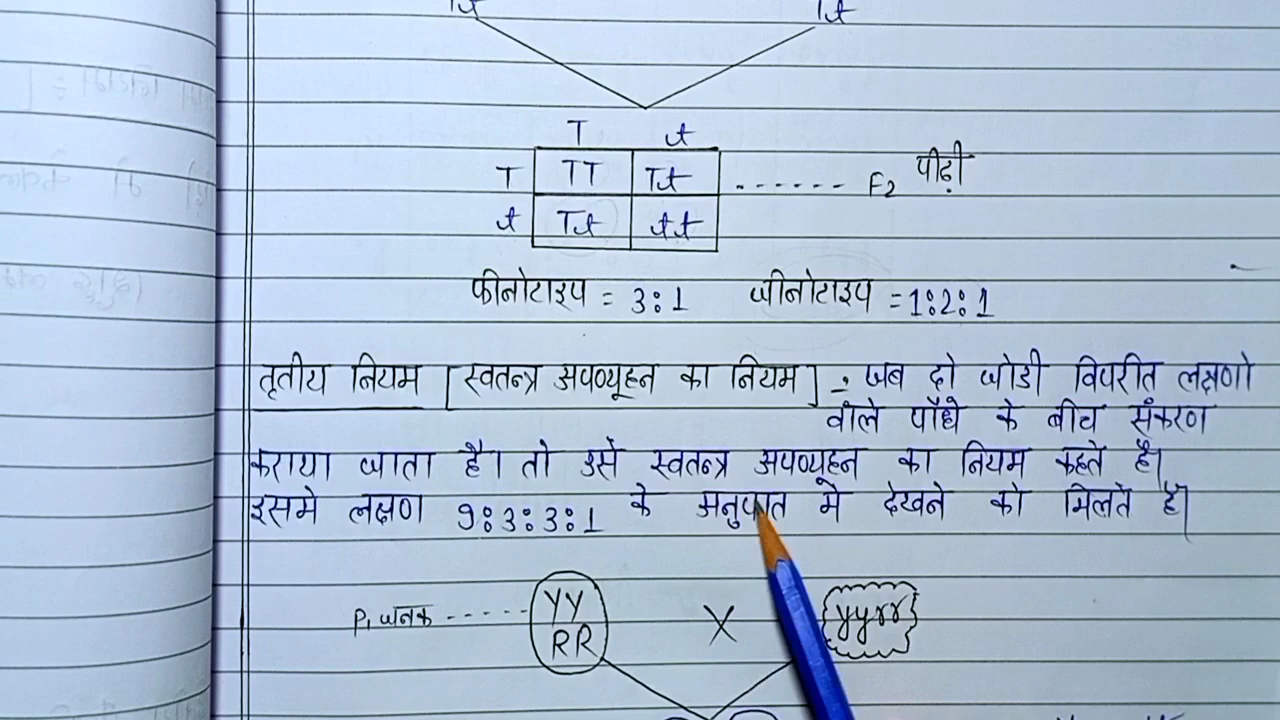 Tt Tt
T t
T TT Tt ------ F2 पीढ़ी
t Tt tt
फीनोटाइप = 3:1 जीनोटाइप = 1:2:1
तृतीय नियम [स्वतन्त्र अपव्यूहन का नियम] :- जब दो जोडी विपरीत लक्षणो
वाले पौधे के बीच संकरण
कराया जाता है। तो उसे स्वतन्त्र अपव्यूहन का नियम कहते है।
इसमे लक्षण 9:3:3:1 के अनुपात मे देखने को मिलते है।
P1 जनक ----- YY X yyrr
RR